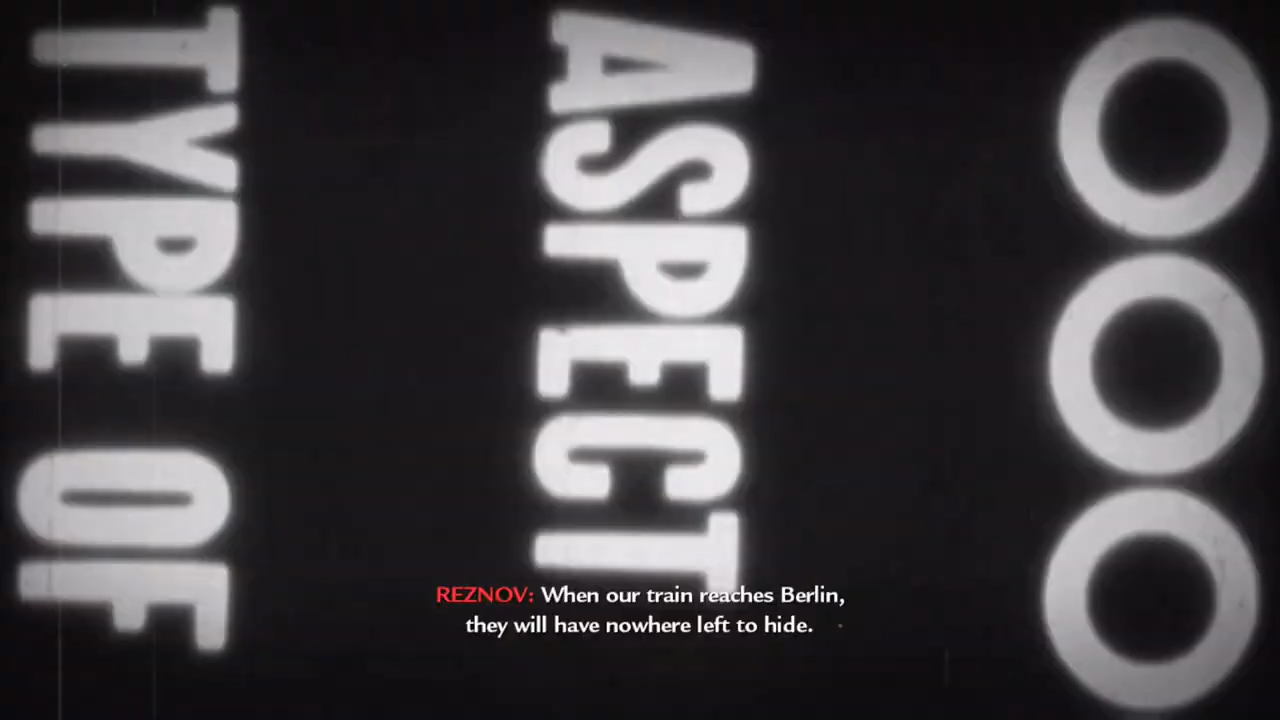 TYPE OF
ASPECT
OOO
REZNOV: When our train reaches Berlin,
they will have nowhere left to hide.